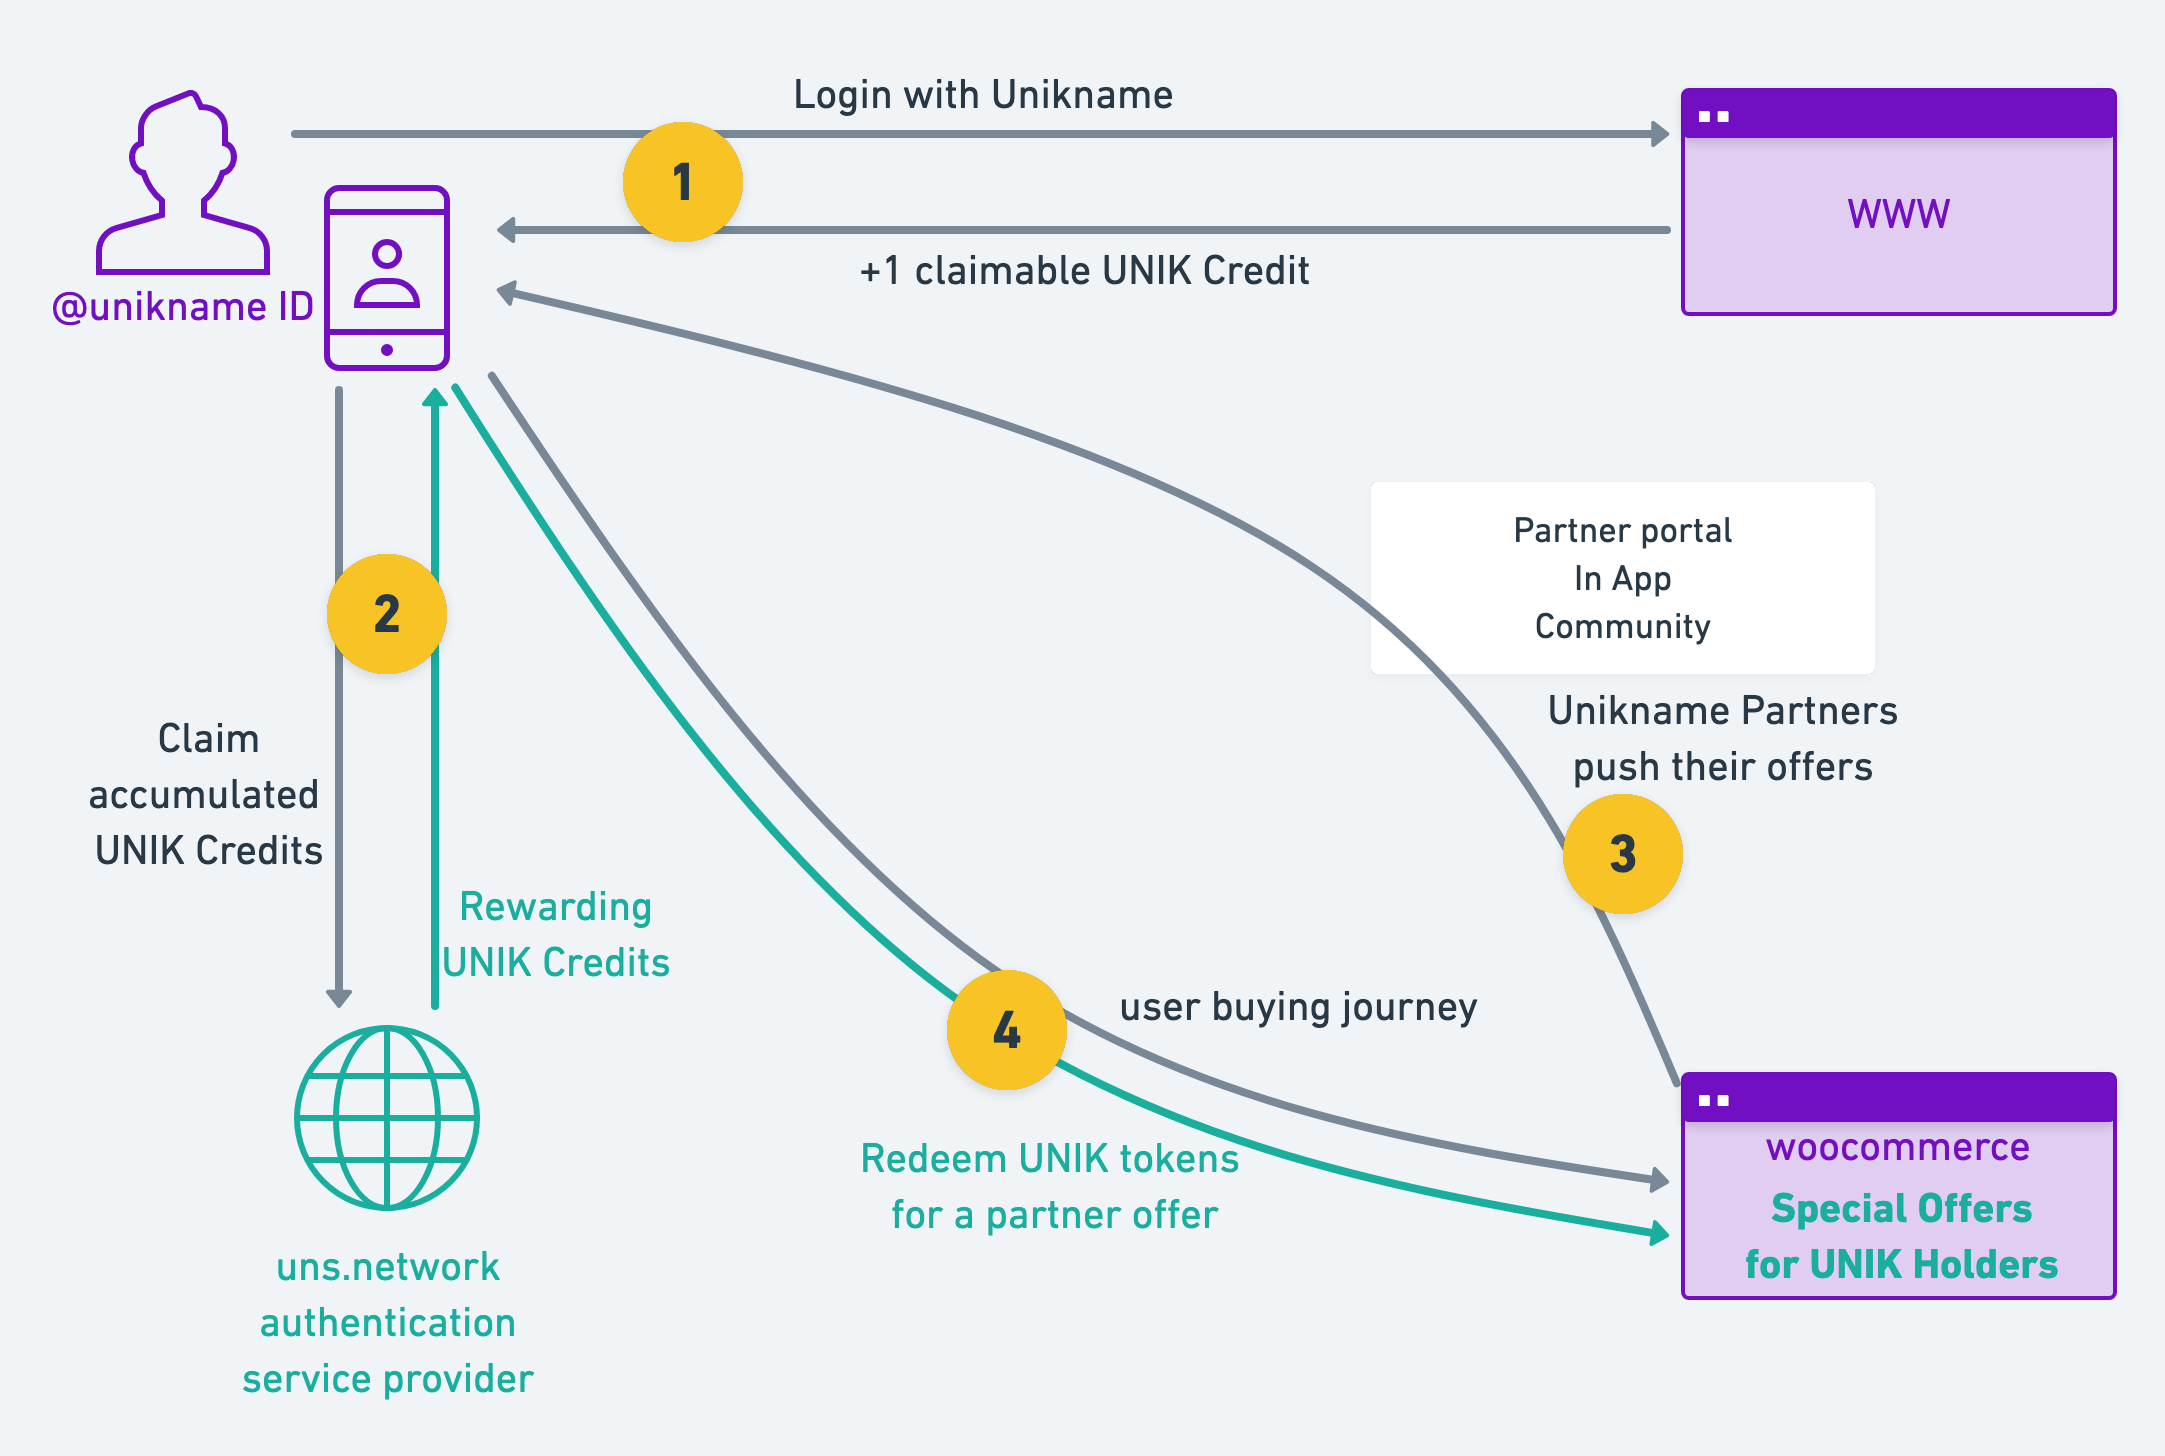 Login with Unikname
1
WWW
+1 claimable UNIK Credit
@unikname ID
Partner portal
In App
Community
Unikname Partners
push their offers
2
3
Claim
accumulated
UNIK Credits
Rewarding
UNIK Credits
4
user buying journey
Redeem UNIK tokens
for a partner offer
woocommerce
Special Offers
for UNIK Holders
uns.network
authentication
service provider